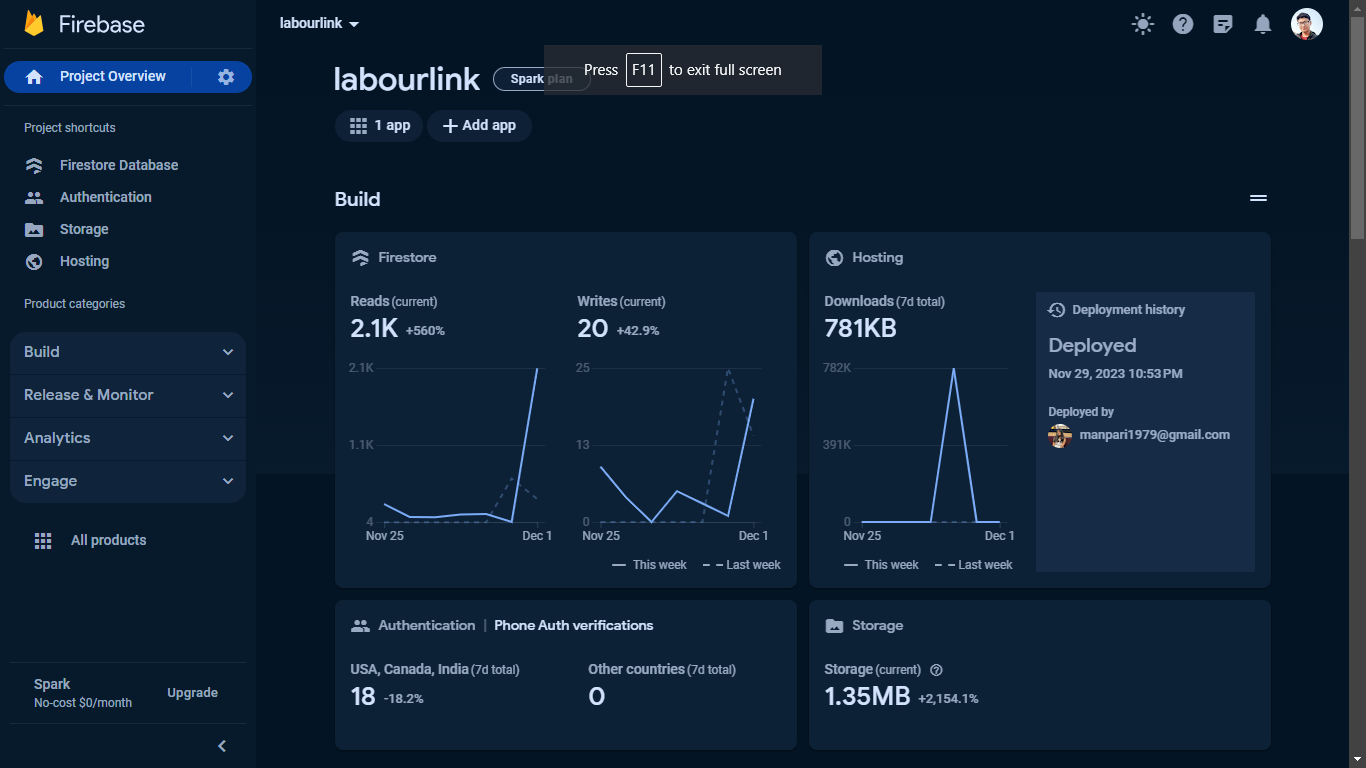 Firebase
Project Overview
Project shortcuts
Firestore Database
Authentication
Storage
Hosting
Product categories
Build
Release & Monitor
Analytics
Engage
All products
Spark
No-cost $0/month
Upgrade
labourlink
Press F11 to exit full screen
labourlink
Spark plan
1 app
Add app
Build
Firestore
Reads (current)
2.1K +560%
2.1K
1.1K
4
Nov 25
Dec 1
Writes (current)
20 +42.9%
25
13
0
Nov 25
Dec 1
This week
Last week
Hosting
Downloads (7d total)
781KB
782K
391K
0
Nov 25
Dec 1
This week
Last week
Deployment history
Deployed
Nov 29, 2023 10:53 PM
Deployed by
manpari1979@gmail.com
Authentication | Phone Auth verifications
USA, Canada, India (7d total)
18 -18.2%
Other countries (7d total)
0
Storage
Storage (current)
1.35MB +2,154.1%